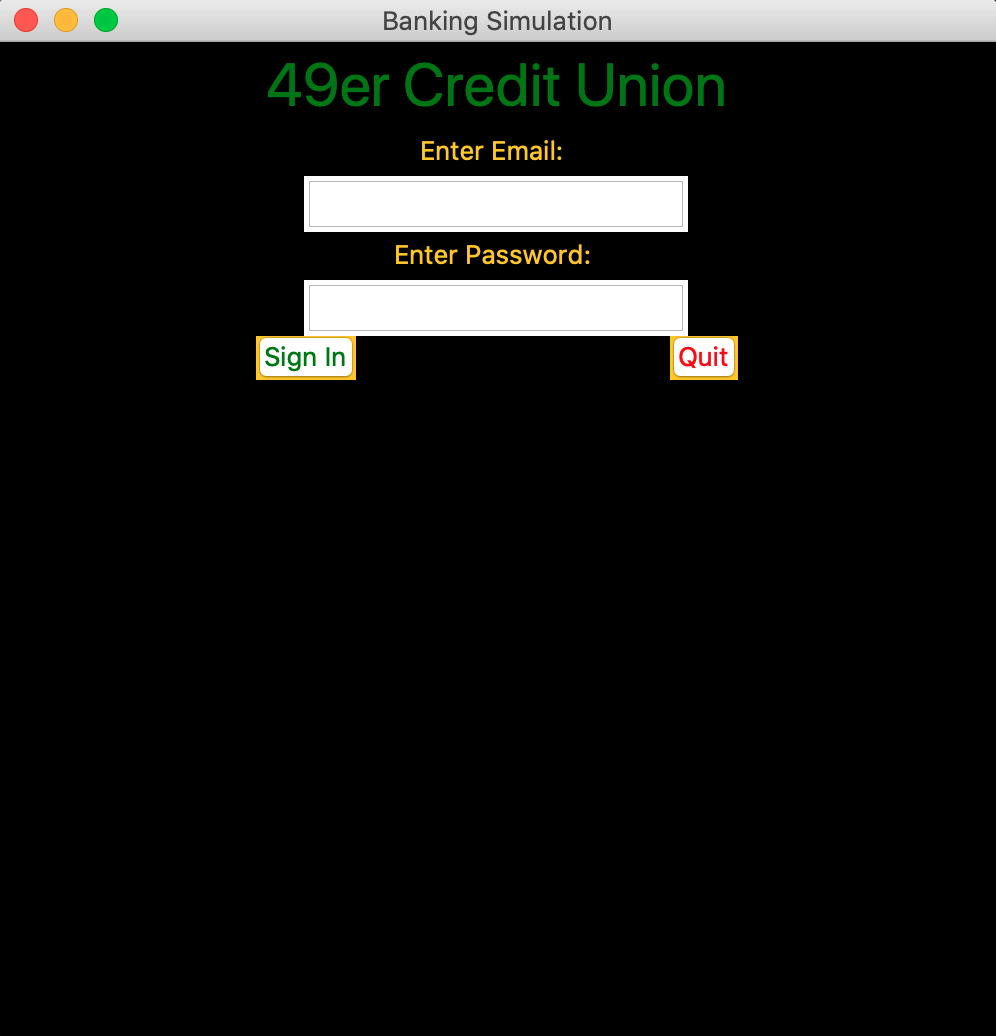 Banking Simulation
49er Credit Union
Enter Email:
Enter Password:
Sign In Quit